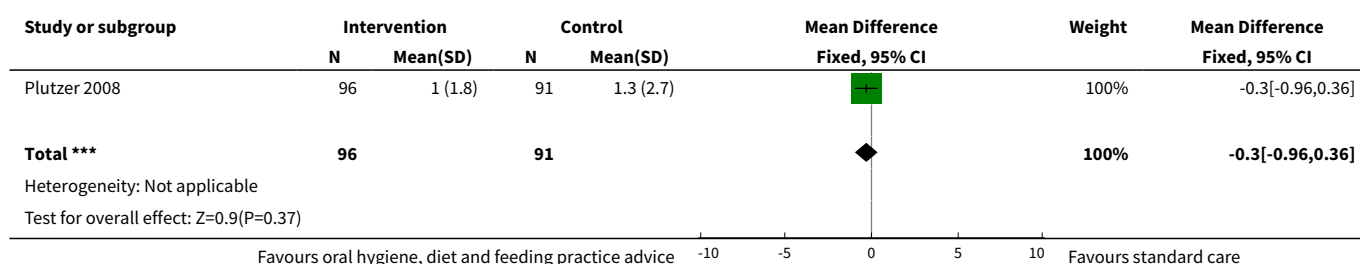 Study or subgroup Intervention Control Mean Difference Weight Mean Difference
N Mean(SD) N Mean(SD) Fixed, 95% CI Fixed, 95% CI
Plutzer 2008 96 1 (1.8) 91 1.3 (2.7) 100% -0.3[-0.96,0.36]
Total *** 96 91 100% -0.3[-0.96,0.36]
Heterogeneity: Not applicable
Test for overall effect: Z=0.9(P=0.37)
Favours oral hygiene, diet and feeding practice advice -10 -5 0 5 10 Favours standard care